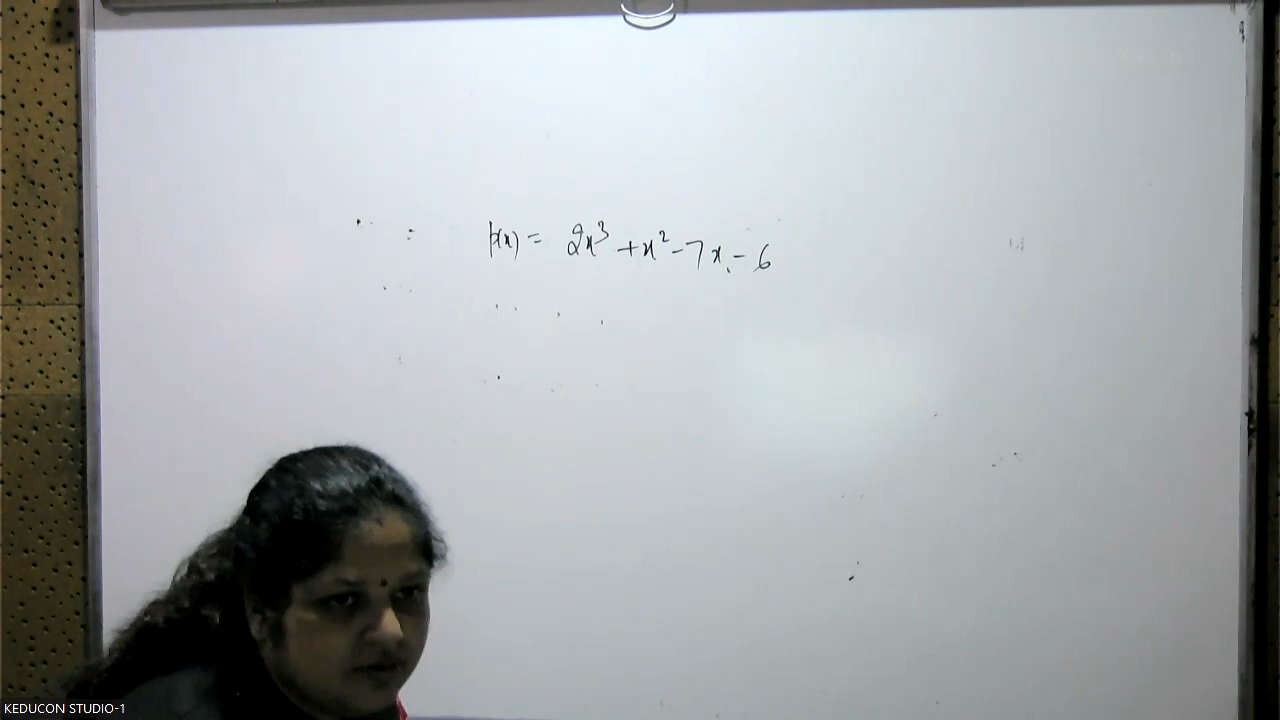 p(x) = 2x³ + x² - 7x - 6
KEDUCON STUDIO-1